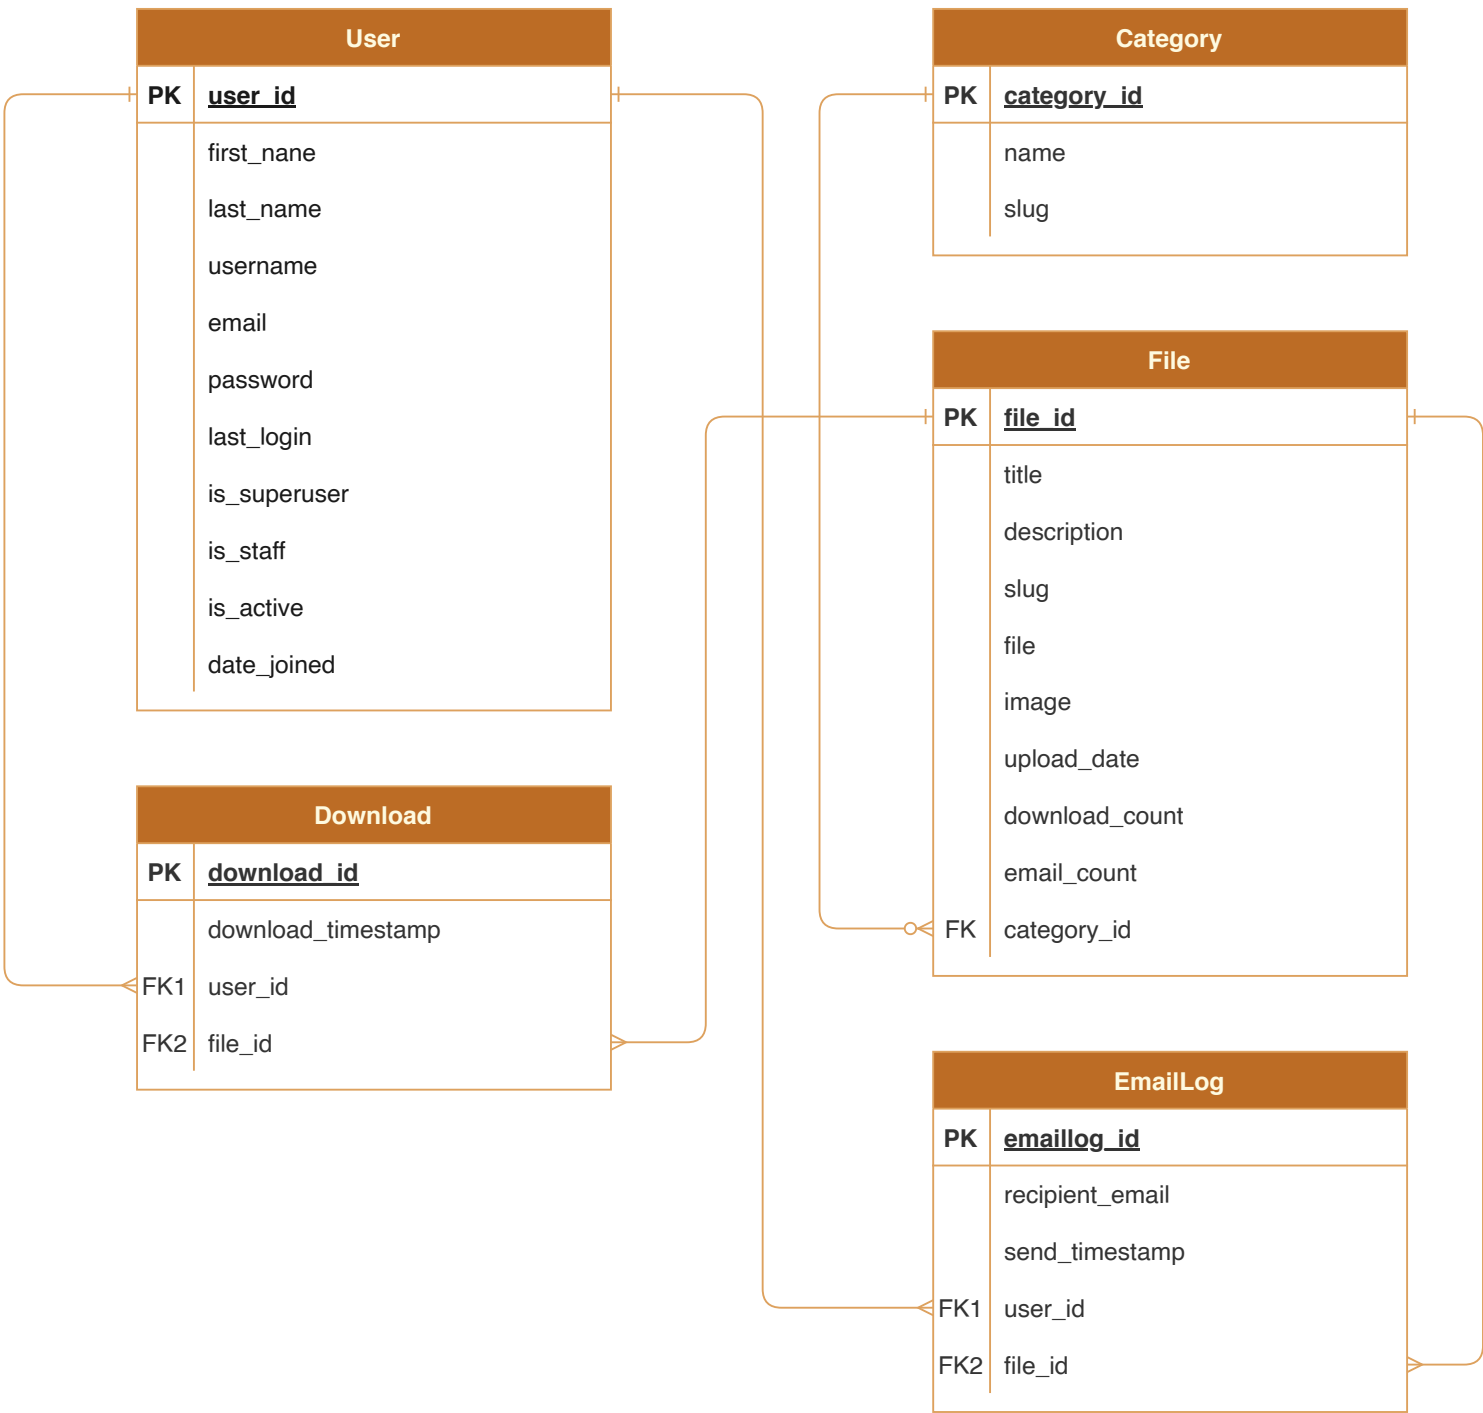 User
PK user_id
first_nane
last_name
username
email
password
last_login
is_superuser
is_staff
is_active
date_joined
Category
PK category_id
name
slug
File
PK file_id
title
description
slug
file
image
upload_date
download_count
email_count
FK category_id
Download
PK download_id
download_timestamp
FK1 user_id
FK2 file_id
EmailLog
PK emaillog_id
recipient_email
send_timestamp
FK1 user_id
FK2 file_id